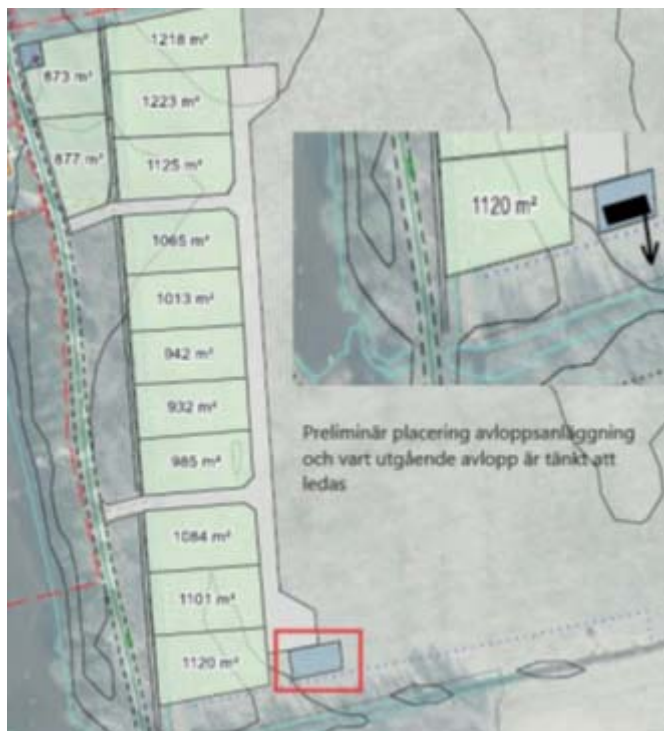 1218 m²
673 m²
1223 m²
877 m²
1125 m²
1120 m²
1065 m²
1013 m²
942 m²
932 m²
Preliminär placering avloppsanläggning
och vart utgående avlopp är tänkt att
ledas
985 m²
1084 m²
1101 m²
1120 m²